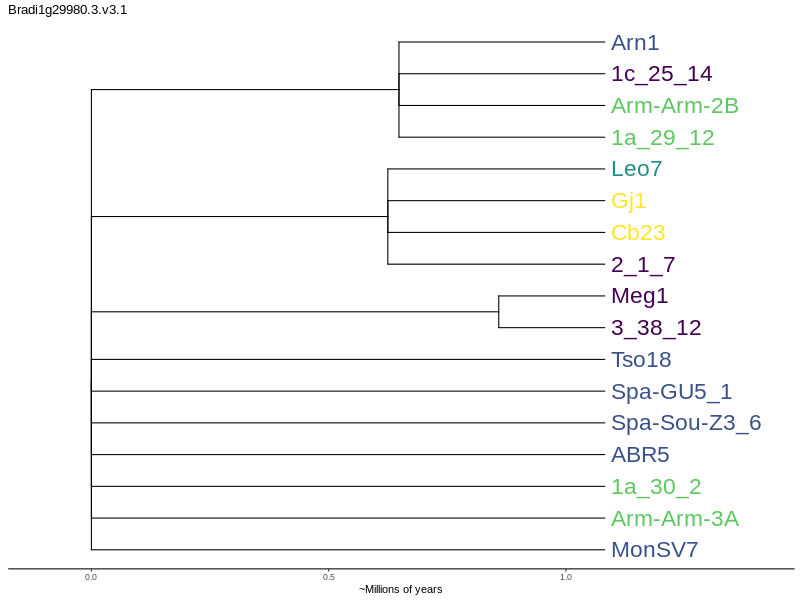 Bradi1g29980.3.v3.1
Arn1
1c_25_14
Arm-Arm-2B
1a_29_12
Leo7
Gj1
Cb23
2_1_7
Meg1
3_38_12
Tso18
Spa-GU5_1
Spa-Sou-Z3_6
ABR5
1a_30_2
Arm-Arm-3A
MonSV7
0.0 0.5 1.0
~Millions of years